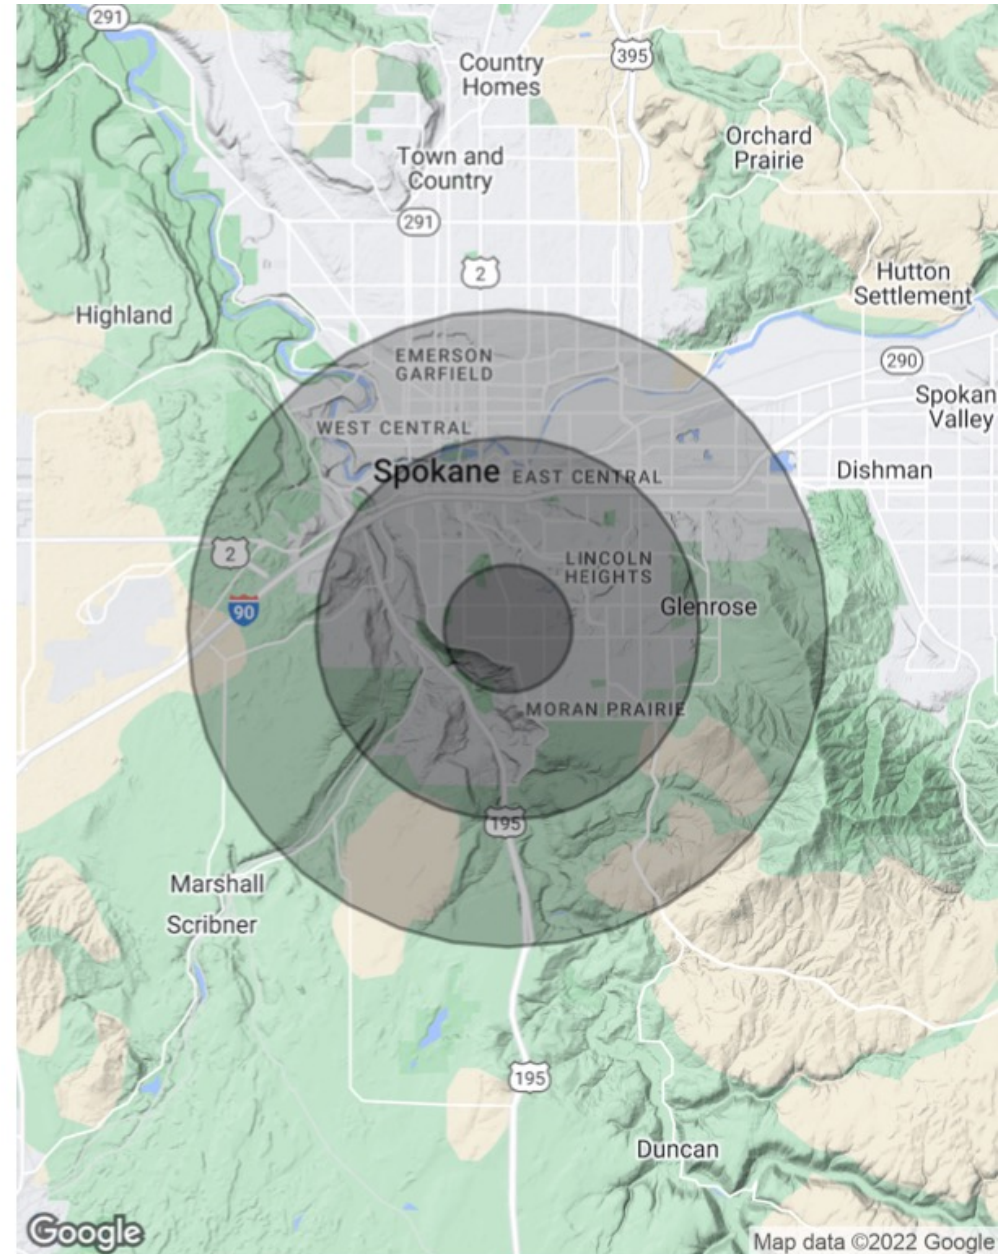 291
Country
Homes
395
Orchard
Prairie
Town and
Country
291
2
Hutton
Settlement
Highland
EMERSON
GARFIELD
290
Spokan
Valley
WEST CENTRAL
Spokane
EAST CENTRAL
Dishman
2
LINCOLN
HEIGHTS
90
Glenrose
MORAN PRAIRIE
195
Marshall
Scribner
195
Duncan
Google
Map data ©2022 Google